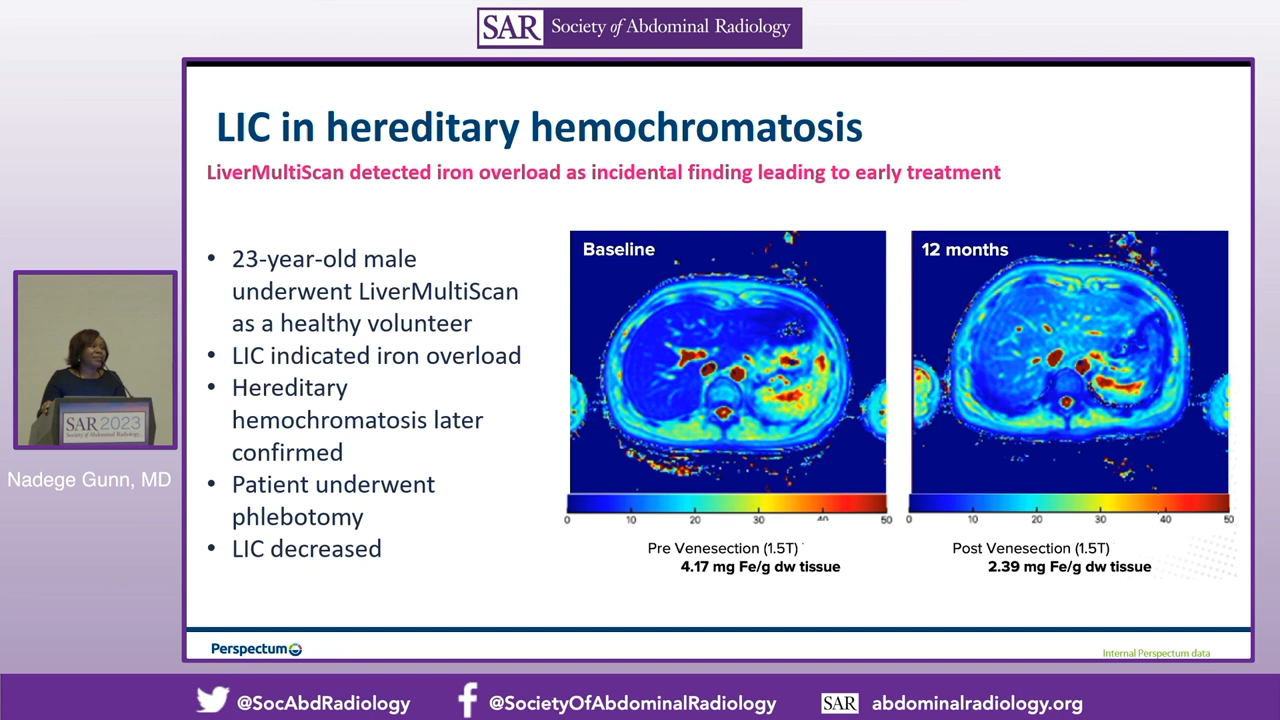 SAR Society of Abdominal Radiology
LIC in hereditary hemochromatosis
LiverMultiScan detected iron overload as incidental finding leading to early treatment
• 23-year-old male
underwent LiverMultiScan
as a healthy volunteer
• LIC indicated iron overload
• Hereditary
hemochromatosis later
confirmed
• Patient underwent
phlebotomy
• LIC decreased
Baseline
0 10 20 30 40 50
Pre Venesection (1.5T)
4.17 mg Fe/g dw tissue
12 months
0 10 20 30 40 50
Post Venesection (1.5T)
2.39 mg Fe/g dw tissue
SAR 2023
Society of Abdominal Radiology
Nadege Gunn, MD
Perspectum
Internal Perspectum data
@SocAbdRadiology
@SocietyOfAbdominalRadiology
SAR abdominalradiology.org